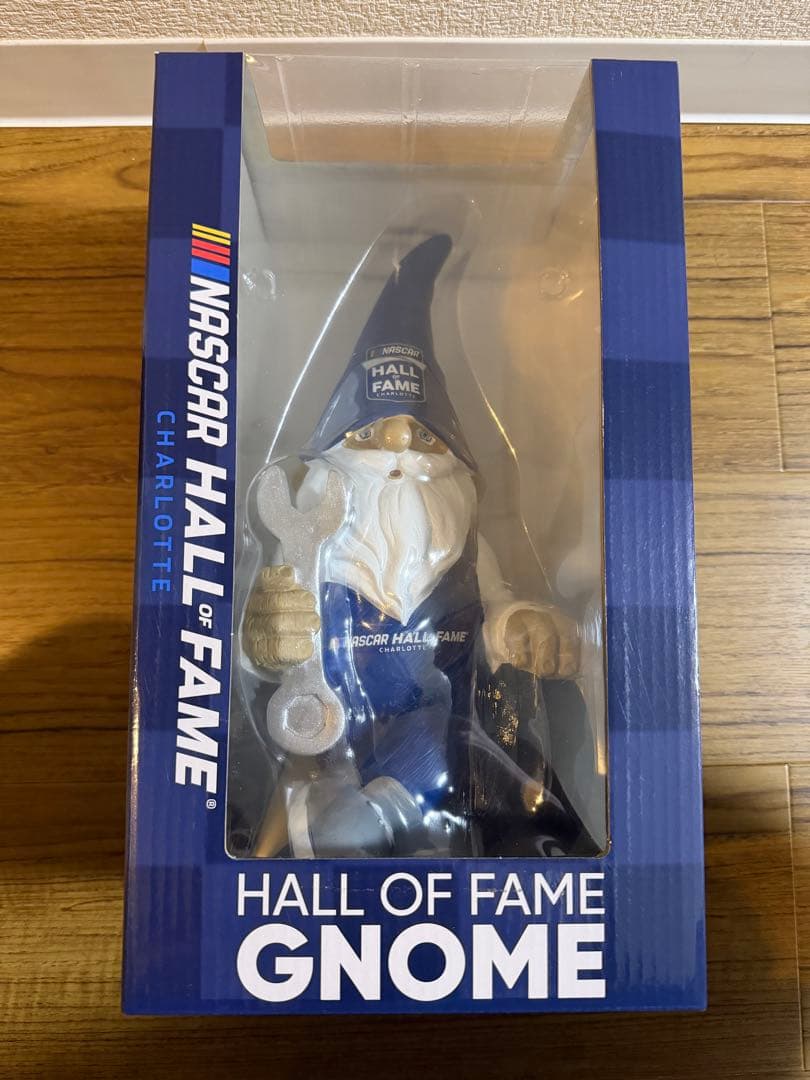 NASCAR HALL OF FAME®
CHARLOTTE
NASCAR
HALL
OF
FAME
CHARLOTTE
NASCAR HALL OF FAME
CHARLOTTE
HALL OF FAME
GNOME